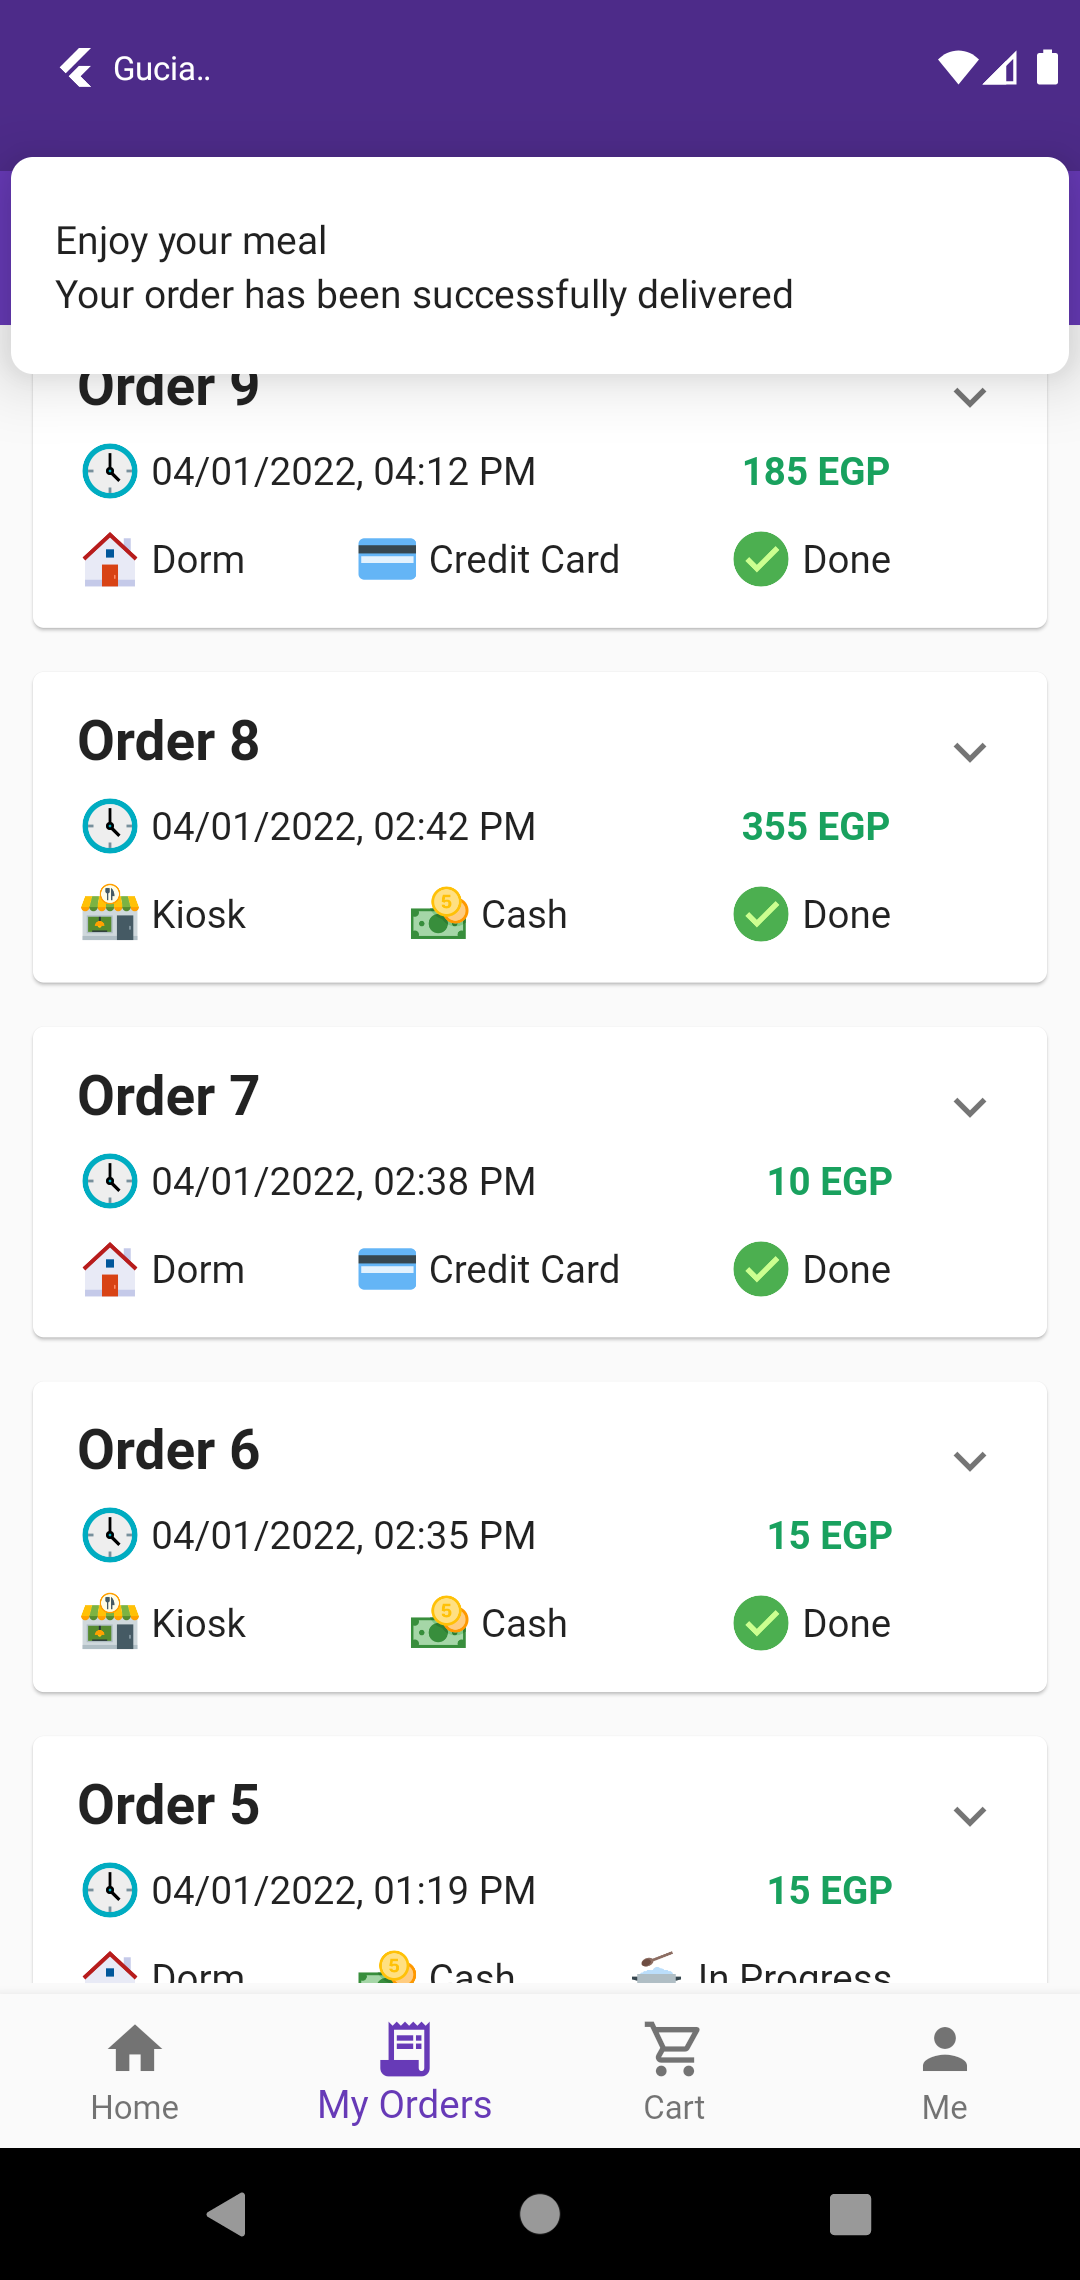 Gucia..
Enjoy your meal
Your order has been successfully delivered
Order 9
04/01/2022, 04:12 PM 185 EGP
Dorm Credit Card Done
Order 8
04/01/2022, 02:42 PM 355 EGP
Kiosk Cash Done
Order 7
04/01/2022, 02:38 PM 10 EGP
Dorm Credit Card Done
Order 6
04/01/2022, 02:35 PM 15 EGP
Kiosk Cash Done
Order 5
04/01/2022, 01:19 PM 15 EGP
Dorm Cash In Progress
Home My Orders Cart Me